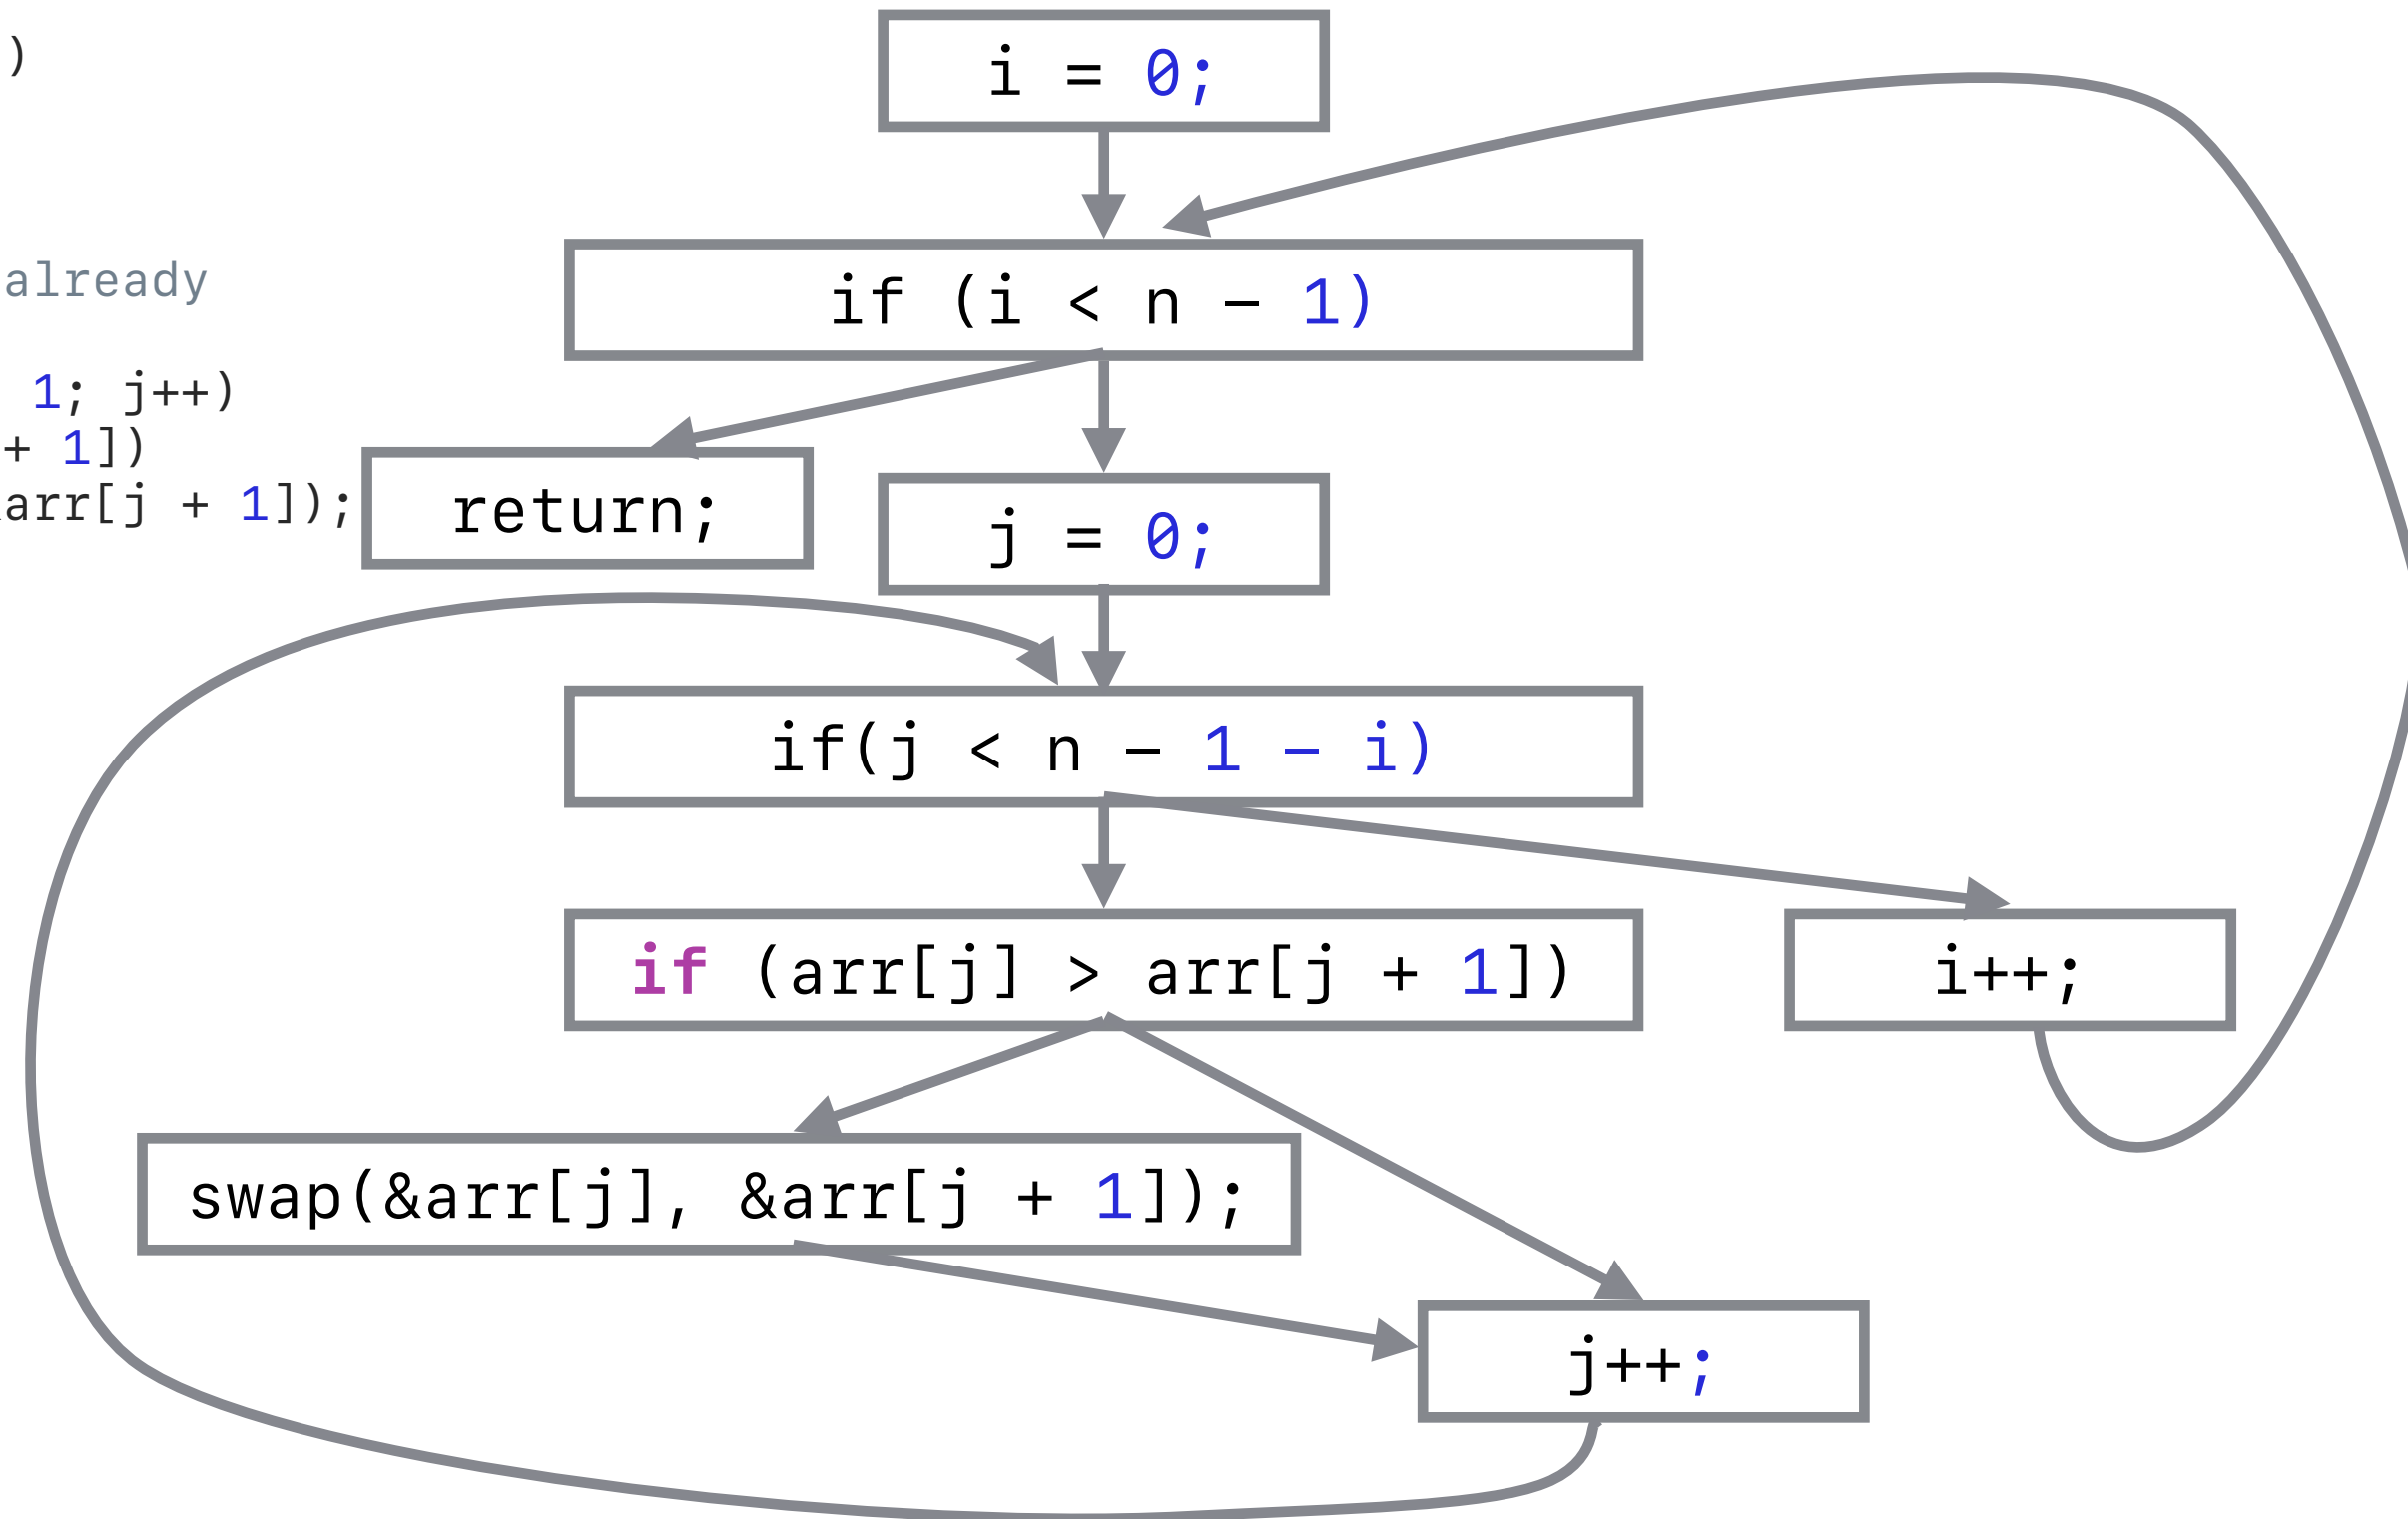 )
already
1; j++)
+ 1])
arr[j + 1]);
i = 0;
if (i < n - 1)
return;
j = 0;
if(j < n - 1 - i)
if (arr[j] > arr[j + 1])
i++;
swap(&arr[j], &arr[j + 1]);
j++;